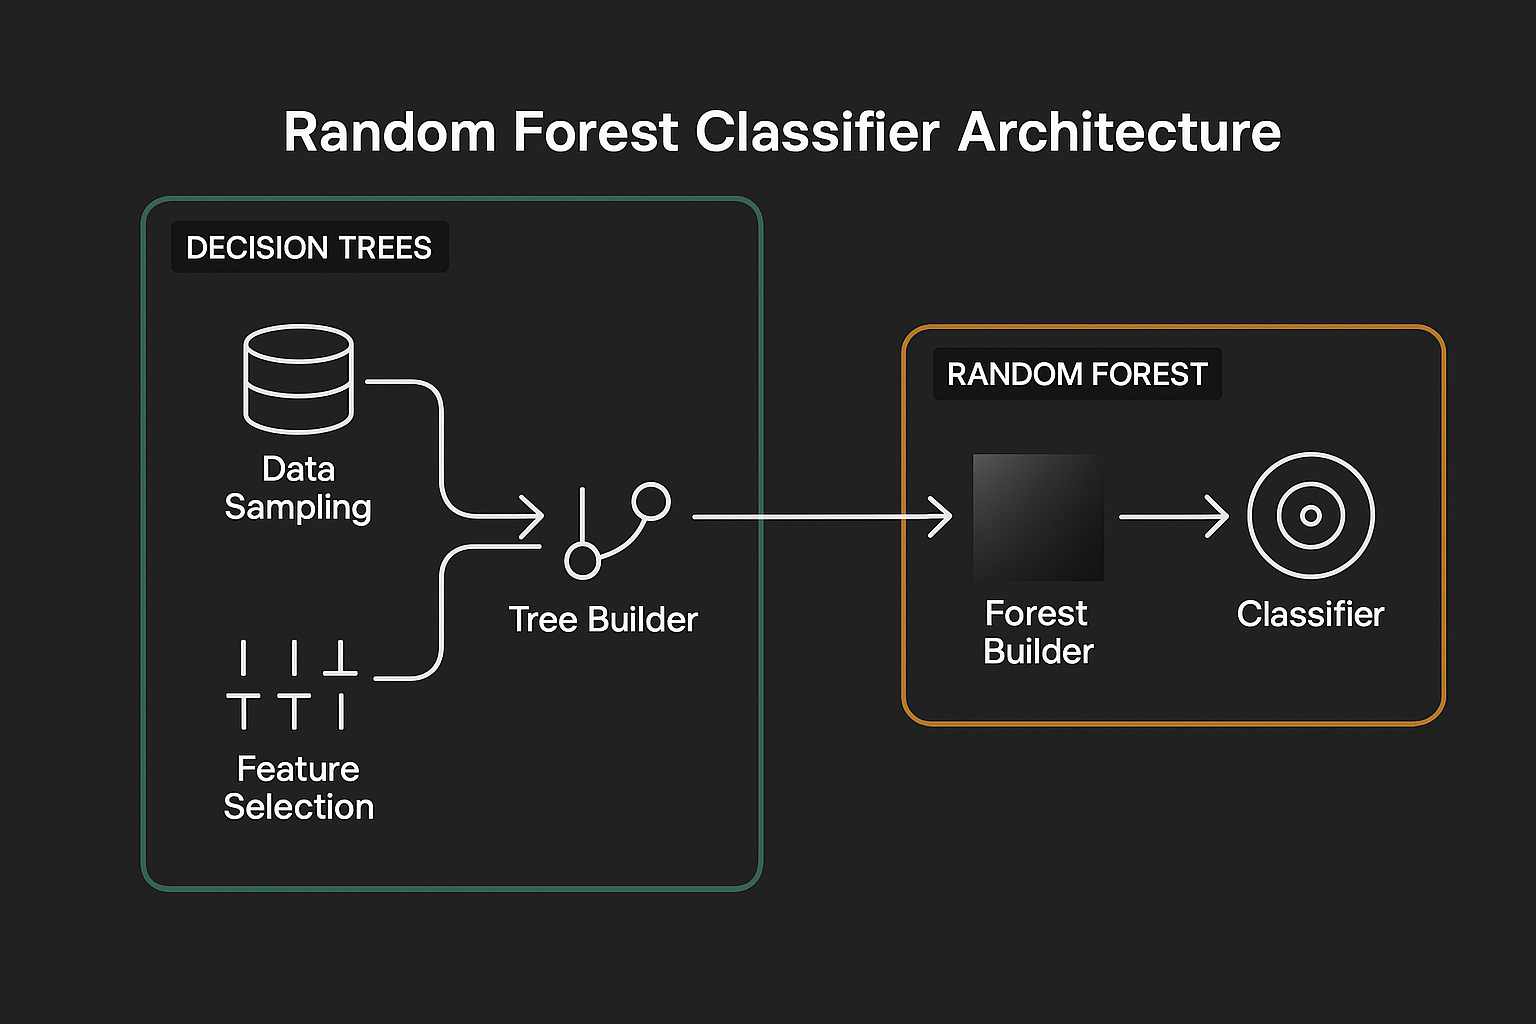 Random Forest Classifier Architecture
DECISION TREES
Data
Sampling
Feature
Selection
Tree Builder
RANDOM FOREST
Forest
Builder
Classifier